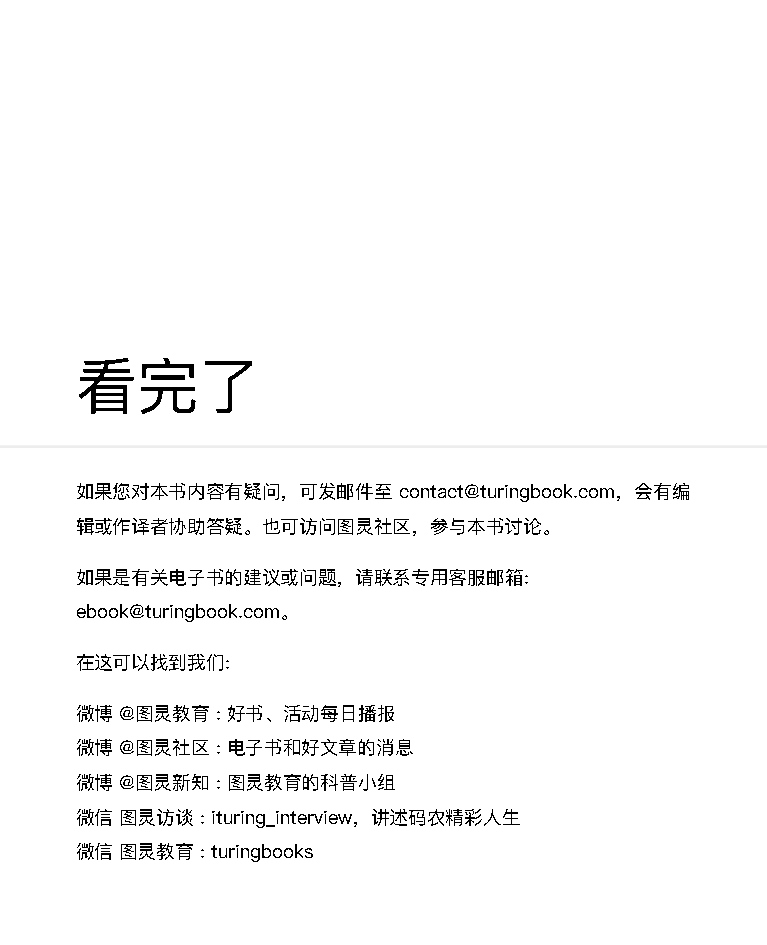 看完了
如果您对本书内容有疑问，可发邮件至 contact@turingbook.com，会有编
辑或作译者协助答疑。也可访问图灵社区，参与本书讨论。
如果是有关电子书的建议或问题，请联系专用客服邮箱：
ebook@turingbook.com。
在这可以找到我们：
微博 @图灵教育 : 好书、活动每日播报
微博 @图灵社区 : 电子书和好文章的消息
微博 @图灵新知 : 图灵教育的科普小组
微信 图灵访谈 : ituring_interview，讲述码农精彩人生
微信 图灵教育 : turingbooks